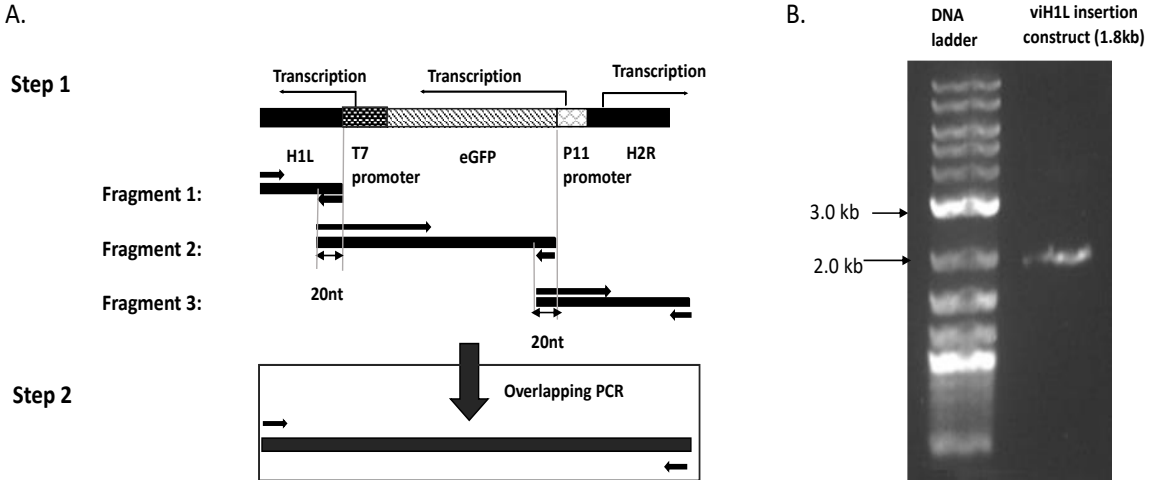 A.
Step 1
Transcription
Transcription
Transcription
H1L
T7
promoter
eGFP
P11
promoter
H2R
Fragment 1:
Fragment 2:
20nt
Fragment 3:
20nt
Step 2
Overlapping PCR
B.
DNA
ladder
viH1L insertion
construct (1.8kb)
3.0 kb
2.0 kb